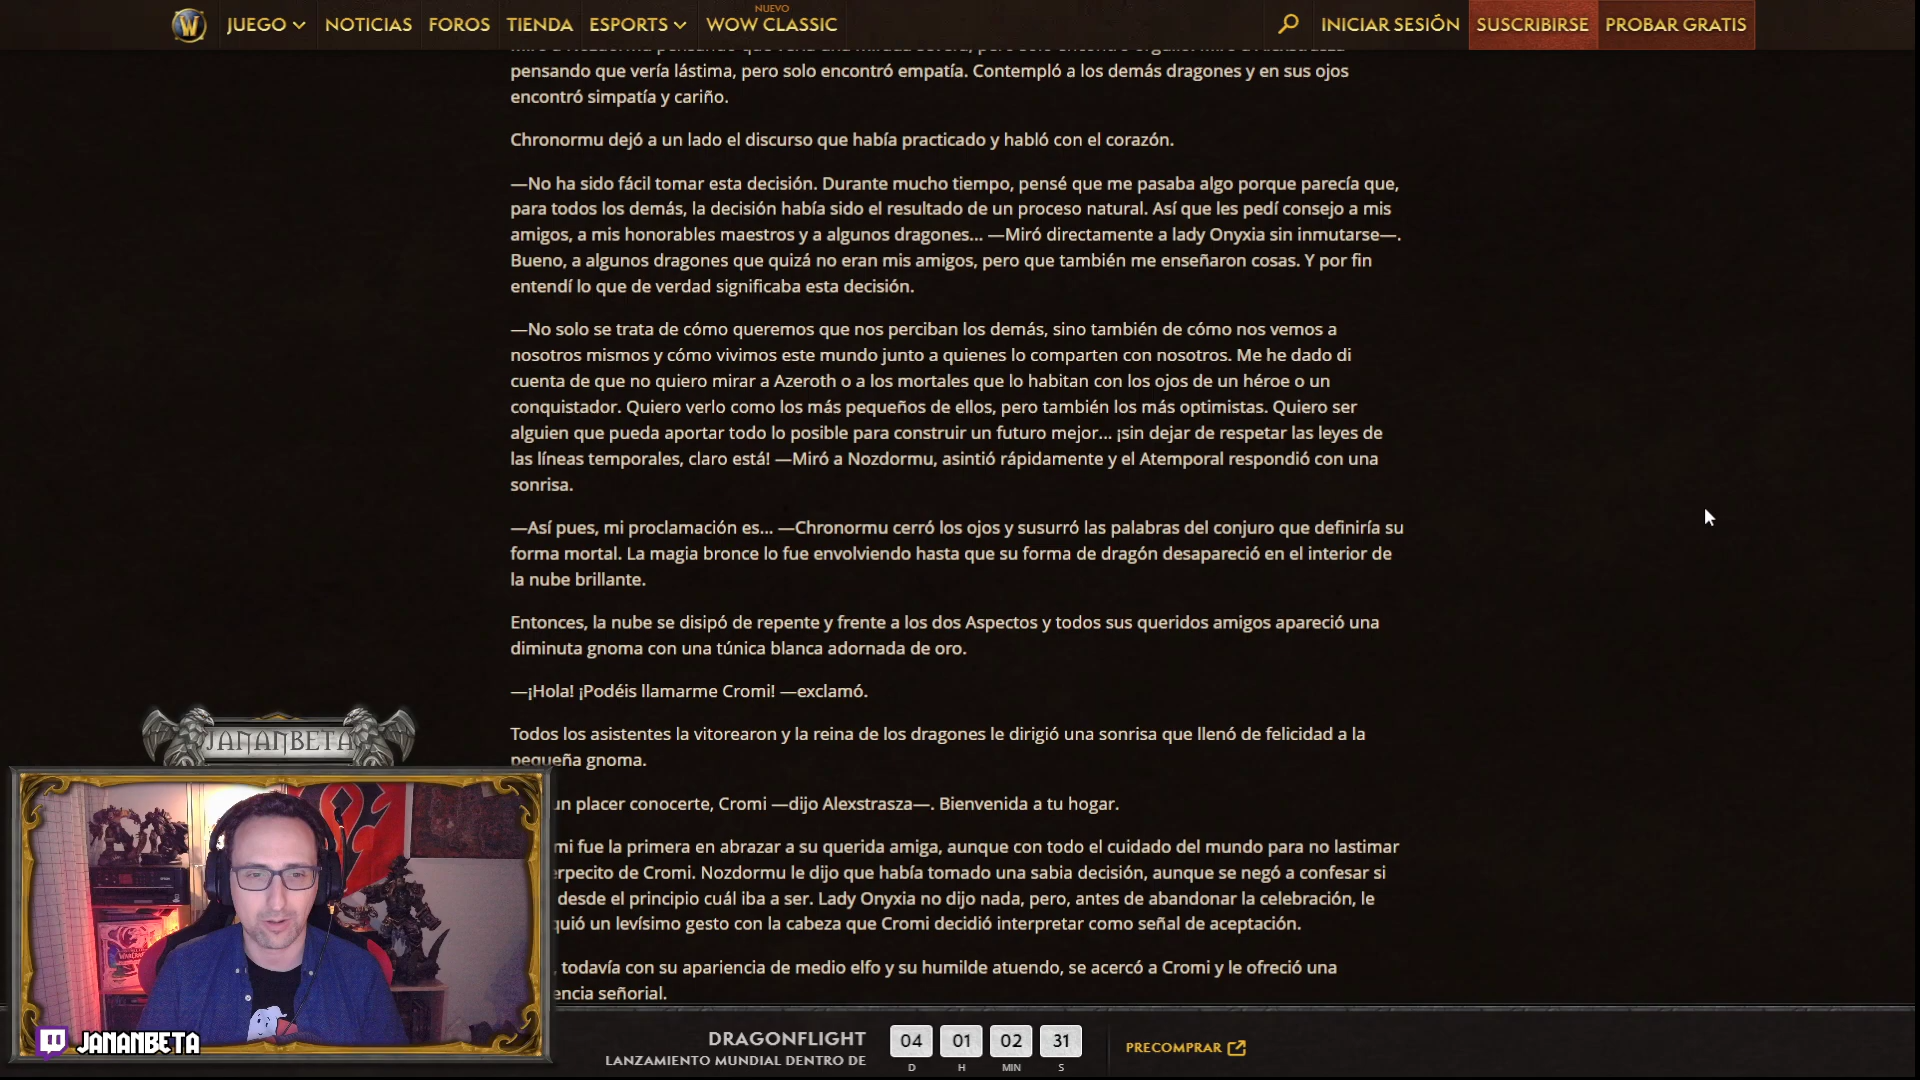 JUEGO
NOTICIAS
FOROS
TIENDA
ESPORTS
NUEVO
WOW CLASSIC
INICIAR SESIÓN
SUSCRIBIRSE
PROBAR GRATIS
pensando que vería lástima, pero solo encontró empatía. Contempló a los demás dragones y en sus ojos
encontró simpatía y cariño.
Chronormu dejó a un lado el discurso que había practicado y habló con el corazón.
—No ha sido fácil tomar esta decisión. Durante mucho tiempo, pensé que me pasaba algo porque parecía que,
para todos los demás, la decisión había sido el resultado de un proceso natural. Así que les pedí consejo a mis
amigos, a mis honorables maestros y a algunos dragones... —Miró directamente a lady Onyxia sin inmutarse—.
Bueno, a algunos dragones que quizá no eran mis amigos, pero que también me enseñaron cosas. Y por fin
entendí lo que de verdad significaba esta decisión.
—No solo se trata de cómo queremos que nos perciban los demás, sino también de cómo nos vemos a
nosotros mismos y cómo vivimos este mundo junto a quienes lo comparten con nosotros. Me he dado di
cuenta de que no quiero mirar a Azeroth o a los mortales que lo habitan con los ojos de un héroe o un
conquistador. Quiero verlo como los más pequeños de ellos, pero también los más optimistas. Quiero ser
alguien que pueda aportar todo lo posible para construir un futuro mejor... ¡sin dejar de respetar las leyes de
las líneas temporales, claro está! —Miró a Nozdormu, asintió rápidamente y el Atemporal respondió con una
sonrisa.
—Así pues, mi proclamación es... —Chronormu cerró los ojos y susurró las palabras del conjuro que definiría su
forma mortal. La magia bronce lo fue envolviendo hasta que su forma de dragón desapareció en el interior de
la nube brillante.
Entonces, la nube se disipó de repente y frente a los dos Aspectos y todos sus queridos amigos apareció una
diminuta gnoma con una túnica blanca adornada de oro.
—¡Hola! ¡Podéis llamarme Cromi! —exclamó.
Todos los asistentes la vitorearon y la reina de los dragones le dirigió una sonrisa que llenó de felicidad a la
pequeña gnoma.
un placer conocerte, Cromi —dijo Alexstrasza—. Bienvenida a tu hogar.
mi fue la primera en abrazar a su querida amiga, aunque con todo el cuidado del mundo para no lastimar
erpecito de Cromi. Nozdormu le dijo que había tomado una sabia decisión, aunque se negó a confesar si
desde el principio cuál iba a ser. Lady Onyxia no dijo nada, pero, antes de abandonar la celebración, le
quió un levísimo gesto con la cabeza que Cromi decidió interpretar como señal de aceptación.
, todavía con su apariencia de medio elfo y su humilde atuendo, se acercó a Cromi y le ofreció una
encia señorial.
JANANBETA
JANANBETA
DRAGONFLIGHT
LANZAMIENTO MUNDIAL DENTRO DE
04 01 02 31
D H MIN S
PRECOMPRAR